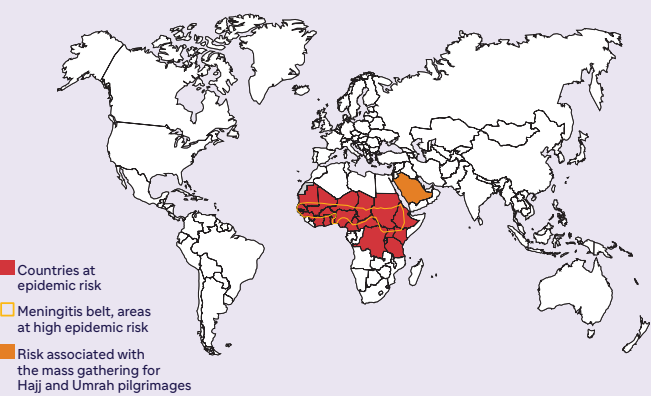 Countries at
epidemic risk
Meningitis belt, areas
at high epidemic risk
Risk associated with
the mass gathering for
Hajj and Umrah pilgrimages